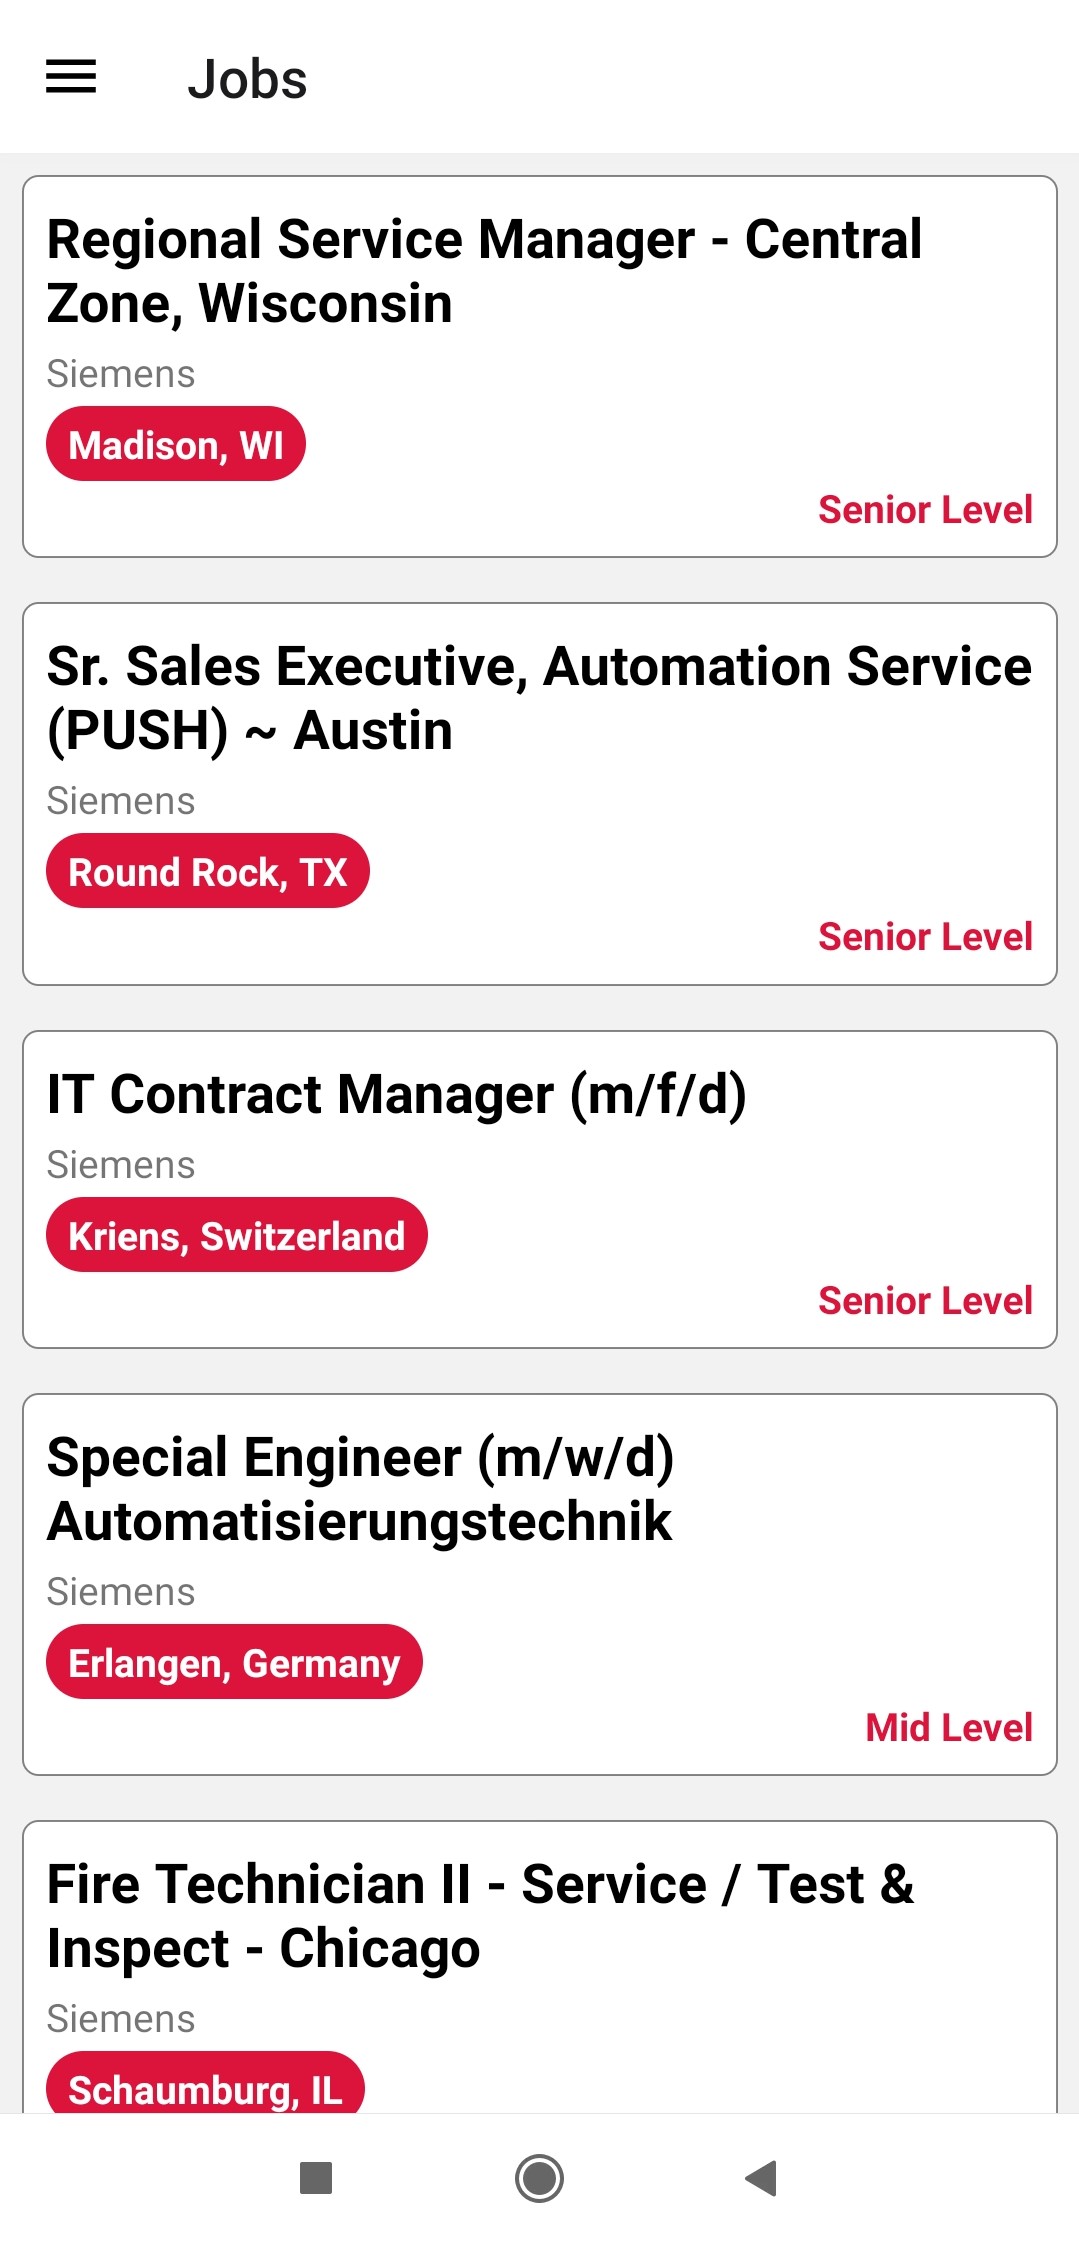 Jobs
Regional Service Manager - Central
Zone, Wisconsin
Siemens
Madison, WI
Senior Level
Sr. Sales Executive, Automation Service
(PUSH) ~ Austin
Siemens
Round Rock, TX
Senior Level
IT Contract Manager (m/f/d)
Siemens
Kriens, Switzerland
Senior Level
Special Engineer (m/w/d)
Automatisierungstechnik
Siemens
Erlangen, Germany
Mid Level
Fire Technician II - Service / Test &
Inspect - Chicago
Siemens
Schaumburg, IL